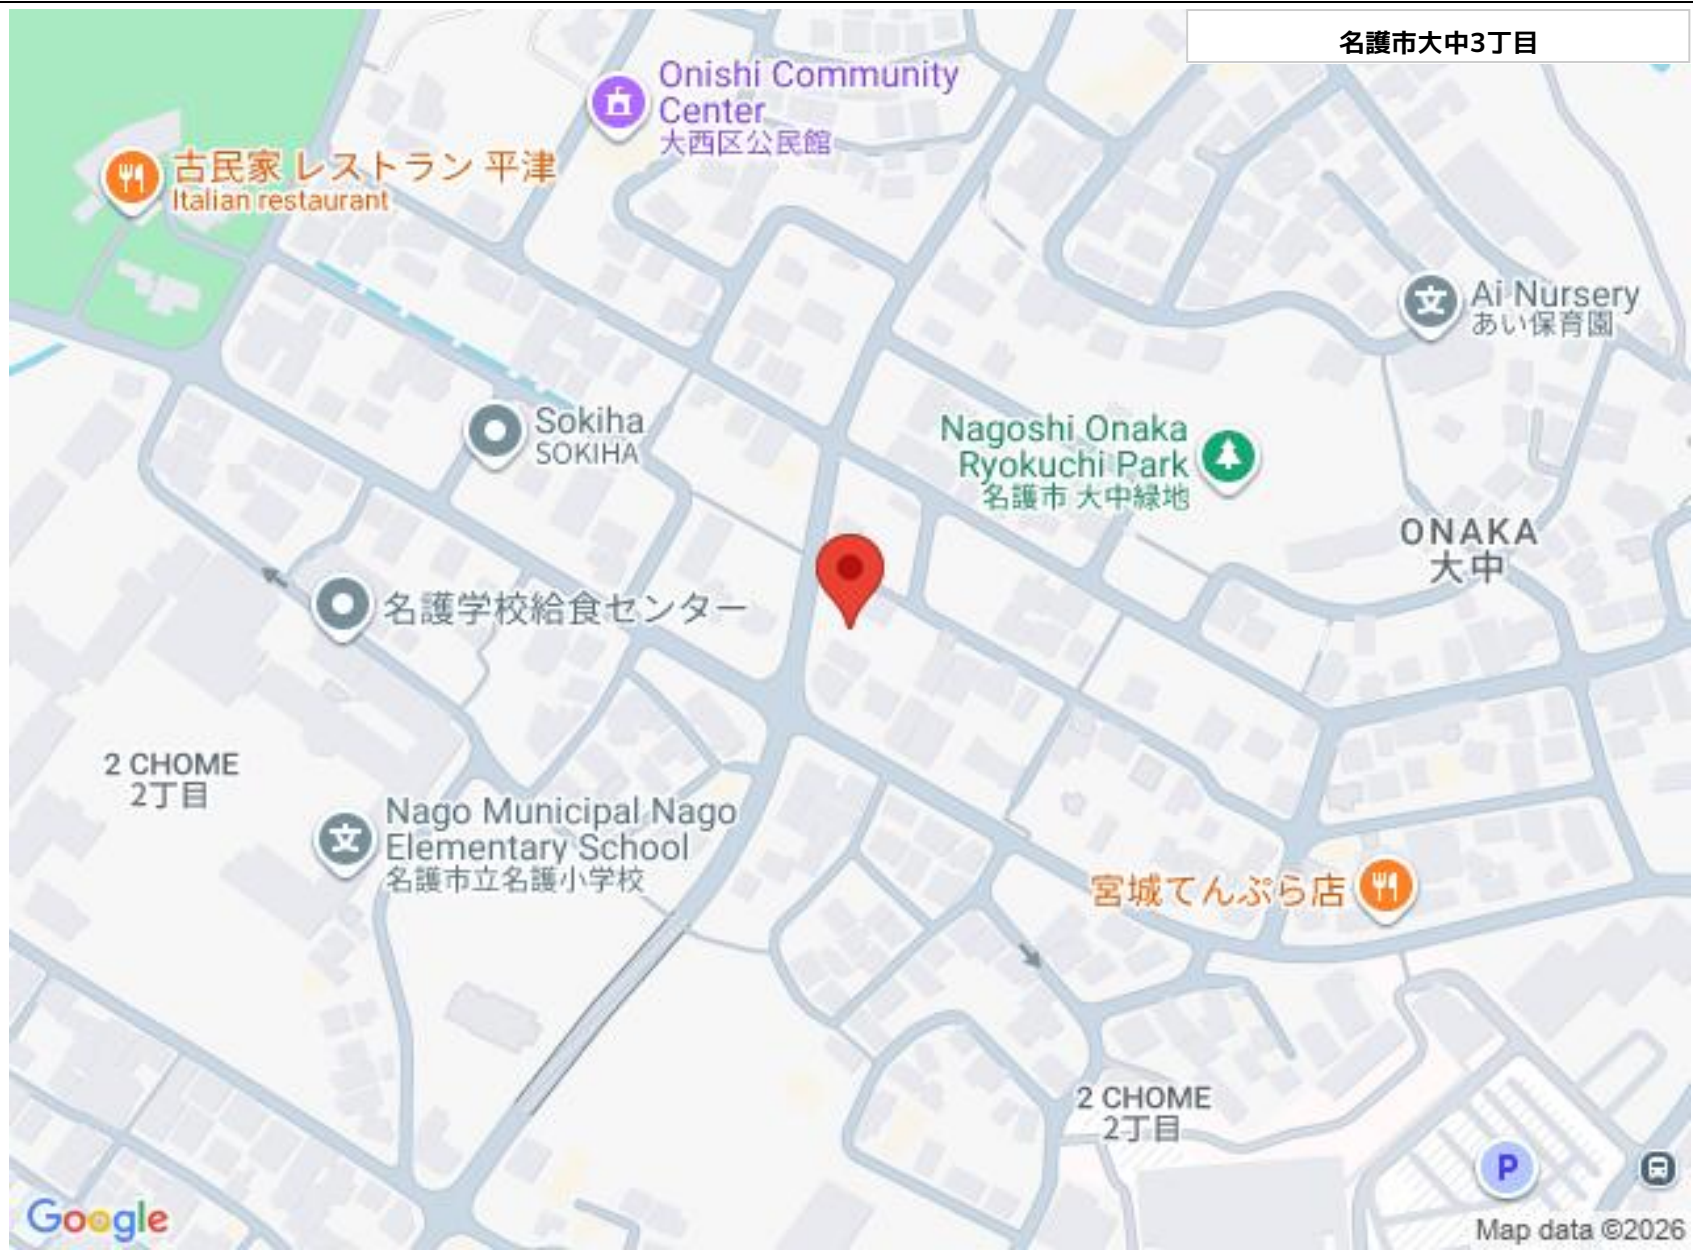 名護市大中3丁目
Onishi Community
Center
大西区公民館
古民家 レストラン 平津
Italian restaurant
Ai Nursery
あい保育園
Sokiha
SOKIHA
Nagoshi Onaka
Ryokuchi Park
名護市 大中緑地
ONAKA
大中
名護学校給食センター
2 CHOME
2丁目
Nago Municipal Nago
Elementary School
名護市立名護小学校
宮城てんぷら店
2 CHOME
2丁目
P
Google
Map data ©2026